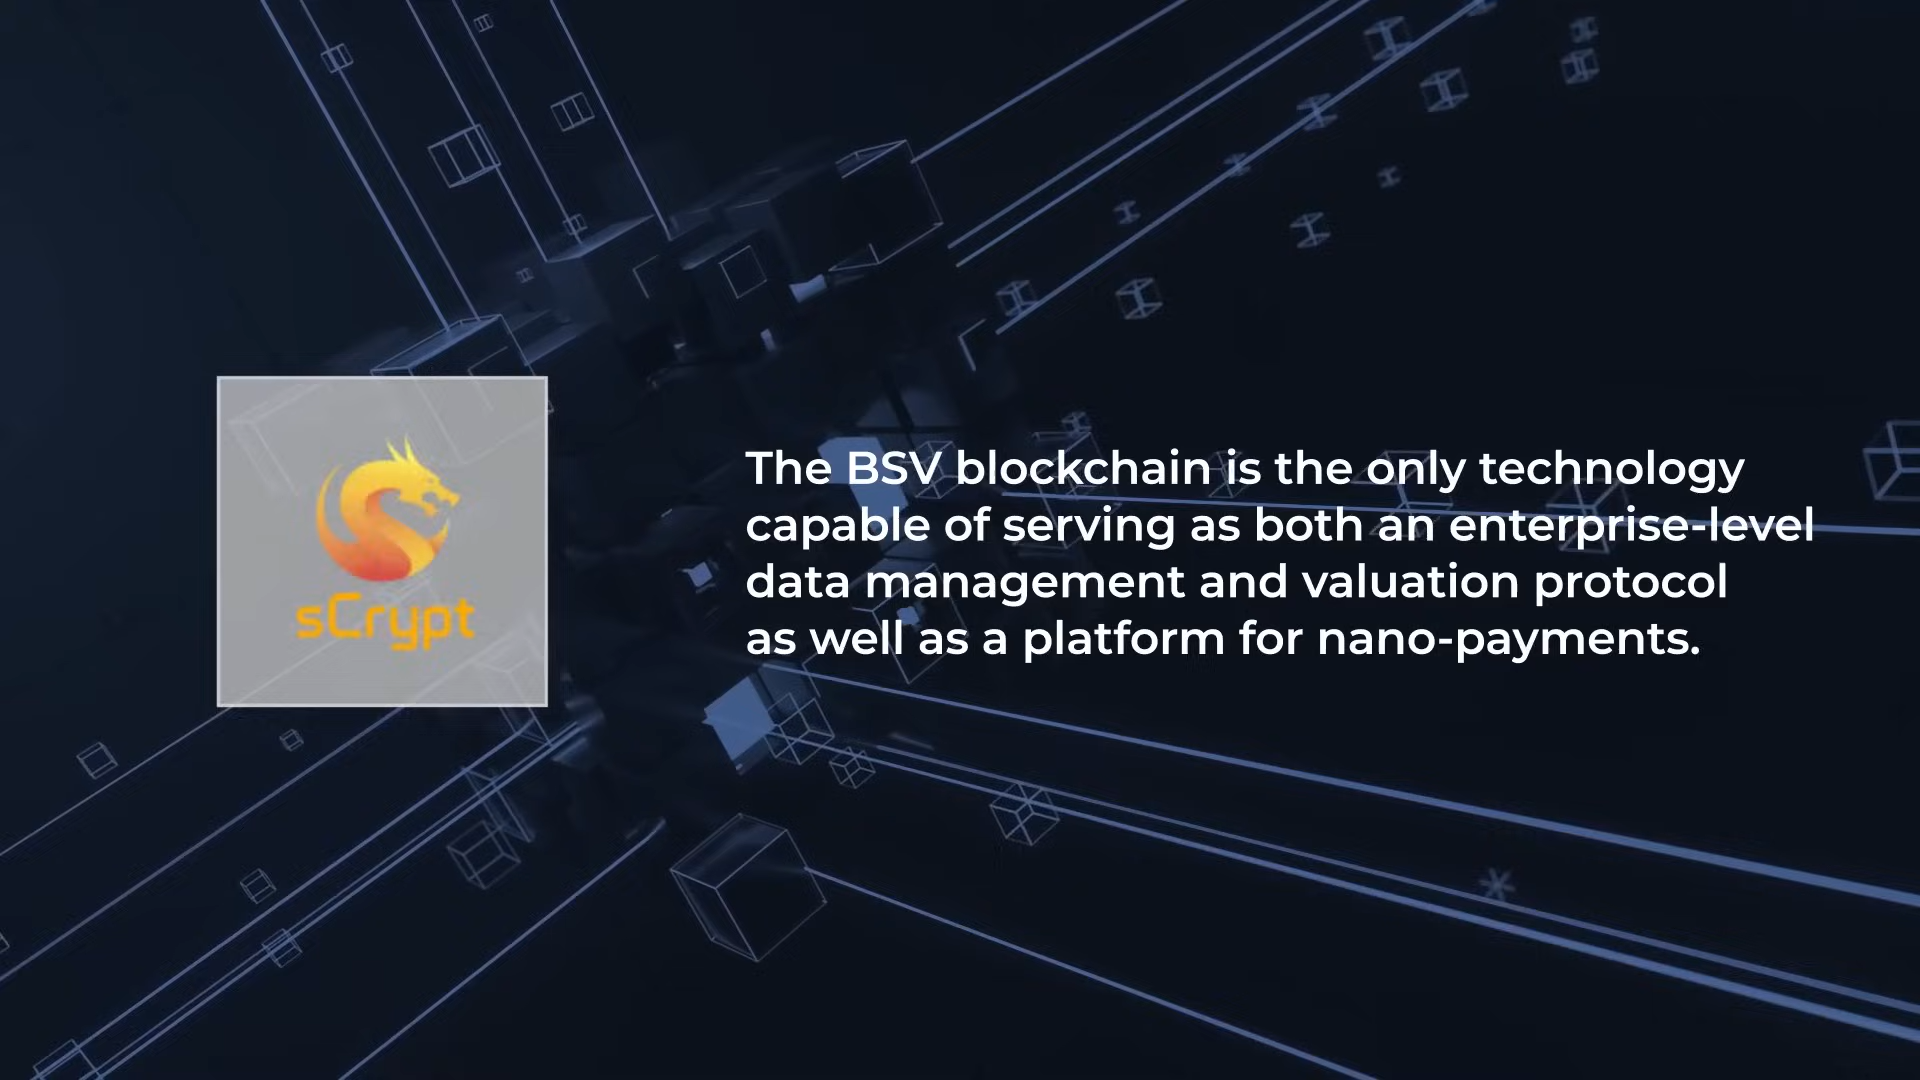 sCrypt
The BSV blockchain is the only technology
capable of serving as both an enterprise-level
data management and valuation protocol
as well as a platform for nano-payments.